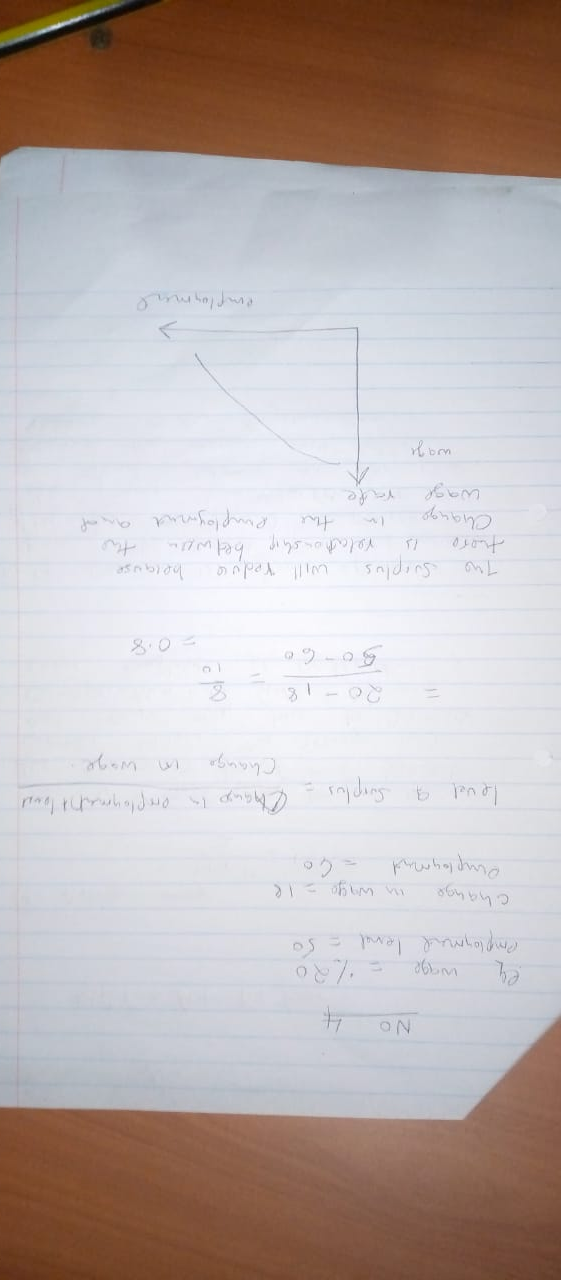 No 4
Eq wage = % 20
employment level = 50
Change in wage = 18
employment = 60
level of Surplus = Change in employment level
Change in wage.
= 20 - 18 = 8
50 - 60 10
= 0.8
The Surplus will reduce because
there is relationship between the
Change in the employment and
wage rate.
wage
employment